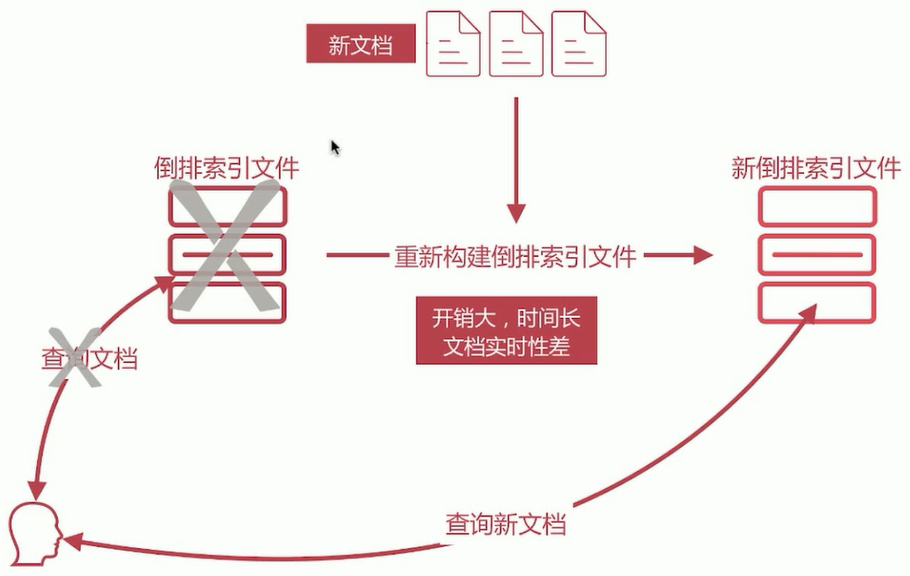 新文档
倒排索引文件
新倒排索引文件
重新构建倒排索引文件
开销大，时间长
文档实时性差
查询文档
查询新文档